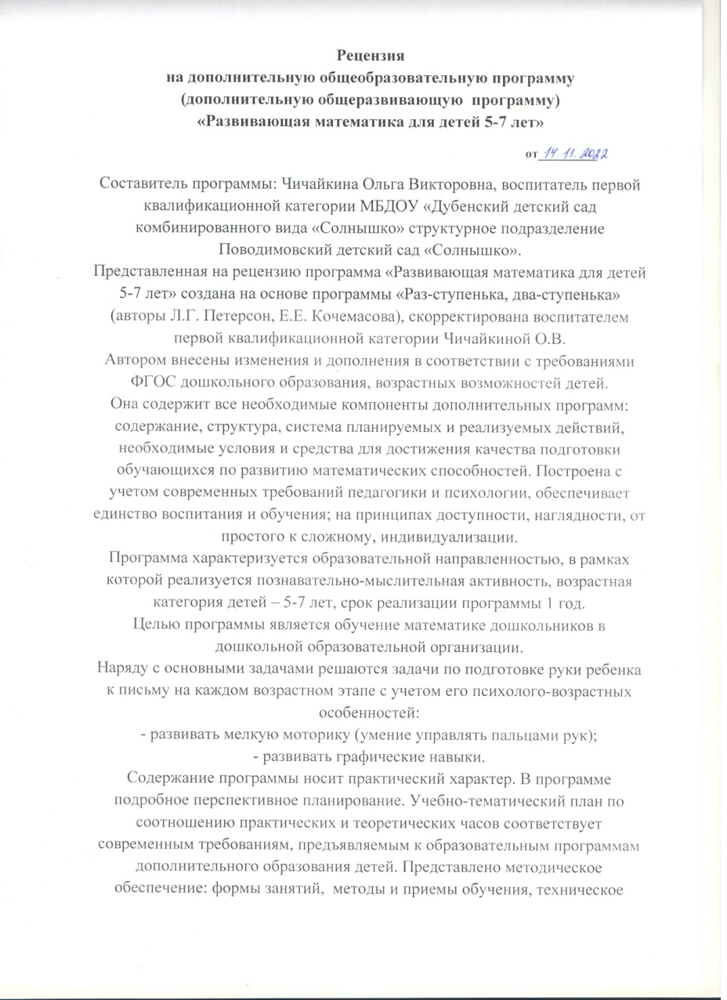 Рецензия
на дополнительную общеобразовательную программу
(дополнительную общеразвивающую программу)
«Развивающая математика для детей 5-7 лет»
от 14.11.2022
Составитель программы: Чичайкина Ольга Викторовна, воспитатель первой
квалификационной категории МБДОУ «Дубенский детский сад
комбинированного вида «Солнышко» структурное подразделение
Поводимовский детский сад «Солнышко».
Представленная на рецензию программа «Развивающая математика для детей
5-7 лет» создана на основе программы «Раз-ступенька, два-ступенька»
(авторы Л.Г. Петерсон, Е.Е. Кочемасова), скорректирована воспитателем
первой квалификационной категории Чичайкиной О.В.
Автором внесены изменения и дополнения в соответствии с требованиями
ФГОС дошкольного образования, возрастных возможностей детей.
Она содержит все необходимые компоненты дополнительных программ:
содержание, структура, система планируемых и реализуемых действий,
необходимые условия и средства для достижения качества подготовки
обучающихся по развитию математических способностей. Построена с
учетом современных требований педагогики и психологии, обеспечивает
единство воспитания и обучения; на принципах доступности, наглядности, от
простого к сложному, индивидуализации.
Программа характеризуется образовательной направленностью, в рамках
которой реализуется познавательно-мыслительная активность, возрастная
категория детей – 5-7 лет, срок реализации программы 1 год.
Целью программы является обучение математике дошкольников в
дошкольной образовательной организации.
Наряду с основными задачами решаются задачи по подготовке руки ребенка
к письму на каждом возрастном этапе с учетом его психолого-возрастных
особенностей:
- развивать мелкую моторику (умение управлять пальцами рук);
- развивать графические навыки.
Содержание программы носит практический характер. В программе
подробное перспективное планирование. Учебно-тематический план по
соотношению практических и теоретических часов соответствует
современным требованиям, предъявляемым к образовательным программам
дополнительного образования детей. Представлено методическое
обеспечение: формы занятий, методы и приемы обучения, техническое